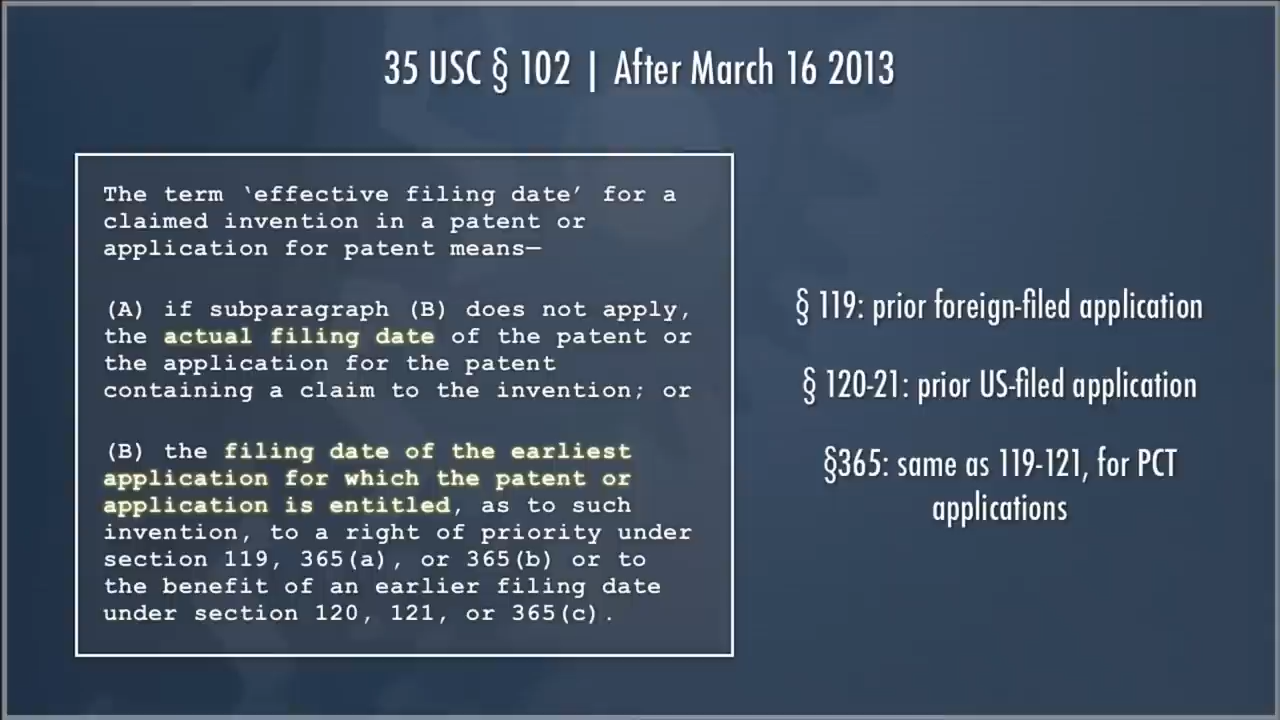 35 USC § 102 | After March 16 2013
The term ‘effective filing date’ for a
claimed invention in a patent or
application for patent means—
(A) if subparagraph (B) does not apply,
the actual filing date of the patent or
the application for the patent
containing a claim to the invention; or
(B) the filing date of the earliest
application for which the patent or
application is entitled, as to such
invention, to a right of priority under
section 119, 365(a), or 365(b) or to
the benefit of an earlier filing date
under section 120, 121, or 365(c).
§ 119: prior foreign-filed application
§ 120-21: prior US-filed application
§365: same as 119-121, for PCT
applications